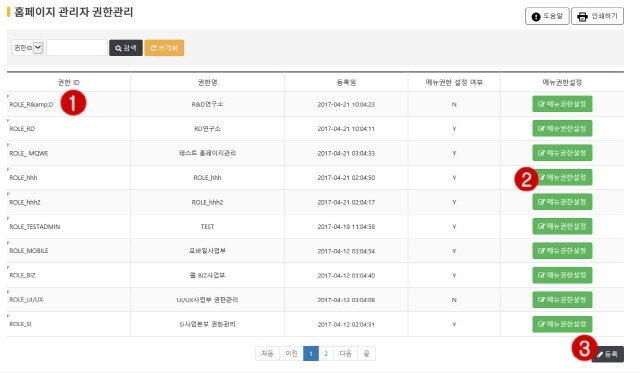 홈페이지 관리자 권한관리
도움말 인쇄하기
권한ID 검색 초기화
권한 ID 권한명 등록일 메뉴권한 설정 여부 메뉴권한설정
ROLE_R&amp;D 1 R&D연구소 2017-04-21 10:04:23 N 메뉴권한설정
ROLE_RD RD연구소 2017-04-21 10:04:11 Y 메뉴권한설정
ROLE_ MQWE 테스트 홈페이지관리 2017-04-21 03:04:33 Y 메뉴권한설정
ROLE_hhh ROLE_hhh 2017-04-21 02:04:50 Y 2 메뉴권한설정
ROLE_hhh2 ROLE_hhh2 2017-04-21 02:04:17 Y 메뉴권한설정
ROLE_TESTADMIN TEST 2017-04-19 11:04:59 Y 메뉴권한설정
ROLE_MOBILE 모바일사업부 2017-04-12 03:04:54 Y 메뉴권한설정
ROLE_BIZ 웹 BIZ사업부 2017-04-12 03:04:40 Y 메뉴권한설정
ROLE_UI/UX UI/UX사업부 권한관리 2017-04-12 03:04:08 N 메뉴권한설정
ROLE_SI SI사업본부 권한관리 2017-04-12 02:04:51 Y 메뉴권한설정
처음 이전 1 2 다음 끝 3 등록